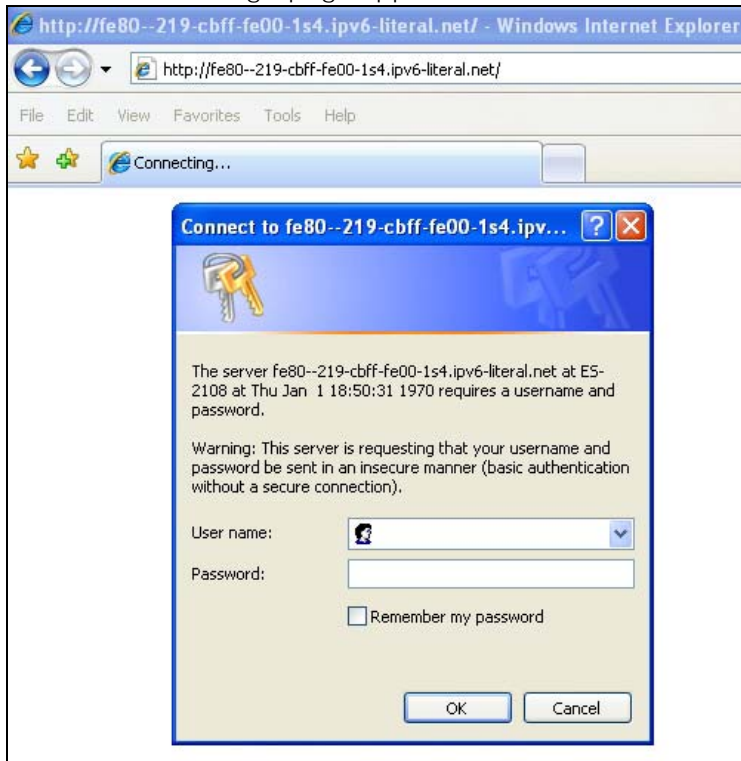 http://fe80--219-cbff-fe00-1s4.ipv6-literal.net/ - Windows Internet Explorer
http://fe80--219-cbff-fe00-1s4.ipv6-literal.net/
File Edit View Favorites Tools Help
Connecting...
Connect to fe80--219-cbff-fe00-1s4.ipv...
The server fe80--219-cbff-fe00-1s4.ipv6-literal.net at ES-
2108 at Thu Jan 1 18:50:31 1970 requires a username and
password.
Warning: This server is requesting that your username and
password be sent in an insecure manner (basic authentication
without a secure connection).
User name:
Password:
Remember my password
OK Cancel